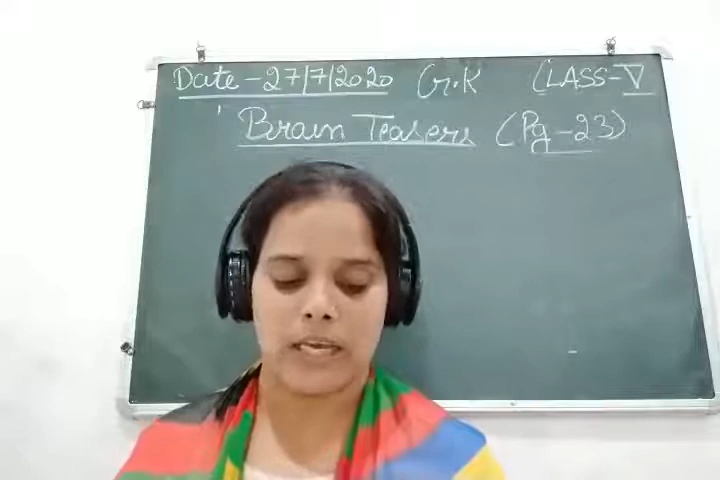 Date - 27/7/2020 G.K CLASS-V
Brain Teasers (Pg - 23)